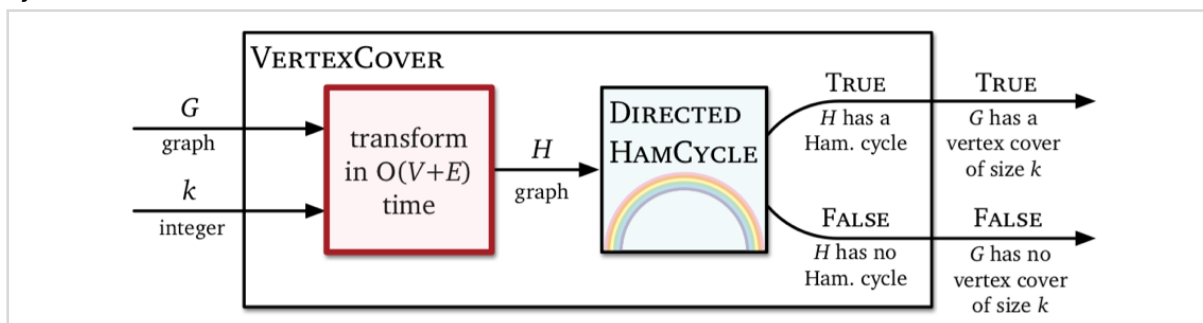 VERTEXCOVER
G
graph
k
integer
transform
in O(V+E)
time
H
graph
DIRECTED
HAMCYCLE
TRUE
H has a
Ham. cycle
FALSE
H has no
Ham. cycle
TRUE
G has a
vertex cover
of size k
FALSE
G has no
vertex cover
of size k